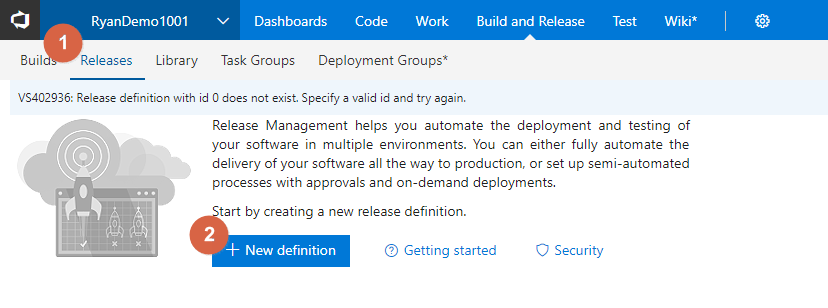 RyanDemo1001 Dashboards Code Work Build and Release Test Wiki*
1
Builds Releases Library Task Groups Deployment Groups*
VS402936: Release definition with id 0 does not exist. Specify a valid id and try again.
Release Management helps you automate the deployment and testing of
your software in multiple environments. You can either fully automate the
delivery of your software all the way to production, or set up semi-automated
processes with approvals and on-demand deployments.
Start by creating a new release definition.
2
+ New definition Getting started Security